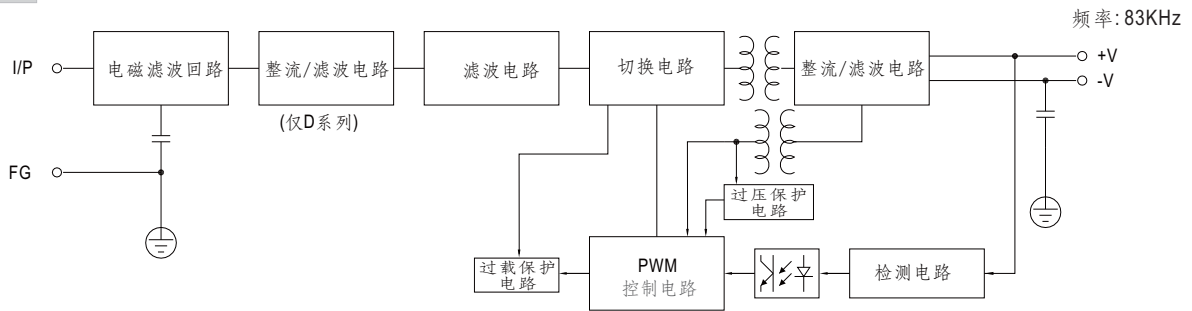 频率: 83KHz
I/P
电磁滤波回路
整流/滤波电路
(仅D系列)
滤波电路
切换电路
整流/滤波电路
+V
-V
FG
过压保护
电路
过载保护
电路
PWM
控制电路
检测电路